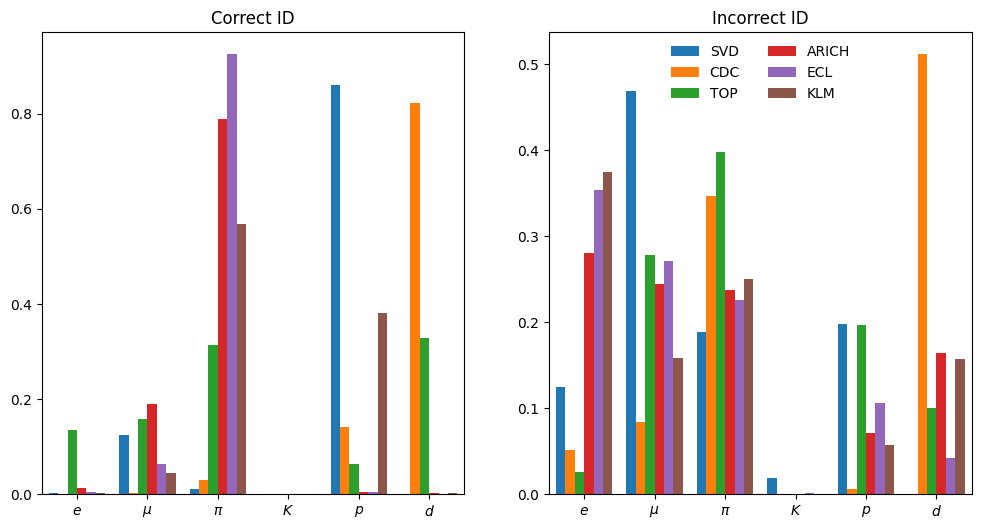 Correct ID
0.8
0.6
0.4
0.2
0.0
e μ π K p d
Incorrect ID
SVD ARICH
CDC ECL
TOP KLM
0.5
0.4
0.3
0.2
0.1
0.0
e μ π K p d